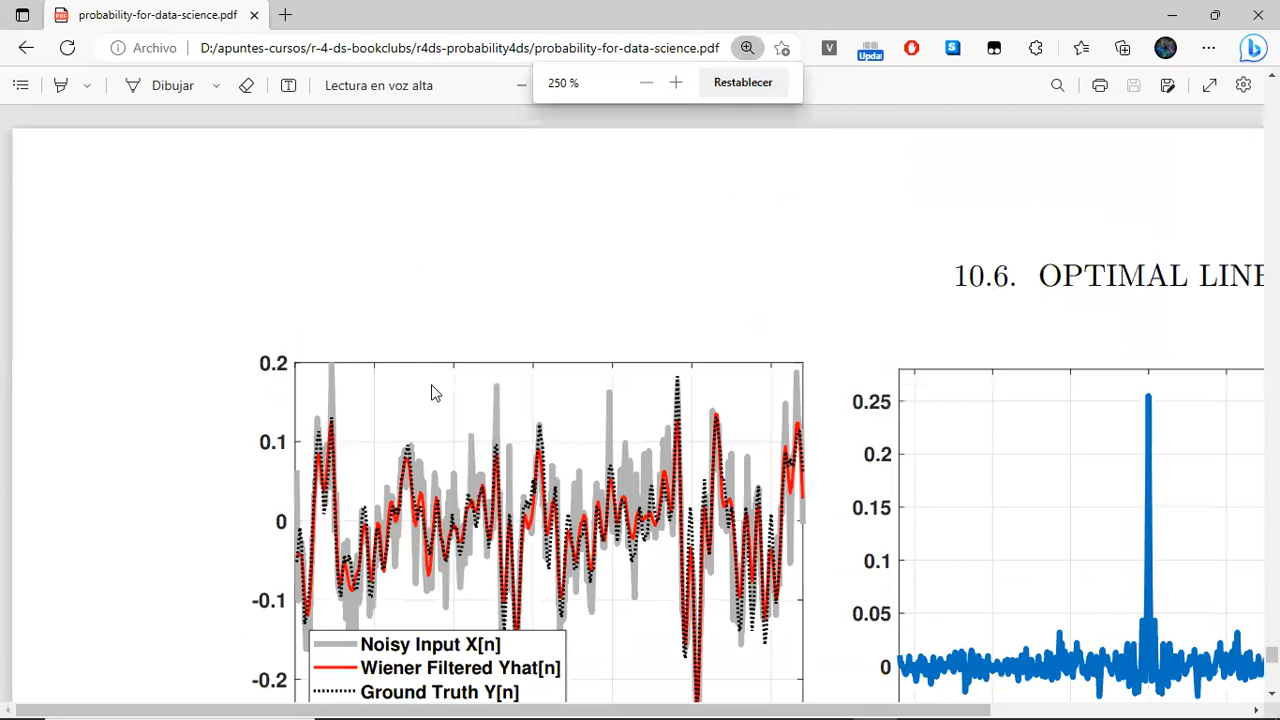 probability-for-data-science.pdf
Archivo D:/apuntes-cursos/r-4-ds-bookclubs/r4ds-probability4ds/probability-for-data-science.pdf
V
Updat
S
250 %
Restablecer
Dibujar
Lectura en voz alta
10.6. OPTIMAL LINE
0.2
0.1
0
-0.1
-0.2
Noisy Input X[n]
Wiener Filtered Yhat[n]
Ground Truth Y[n]
0.25
0.2
0.15
0.1
0.05
0